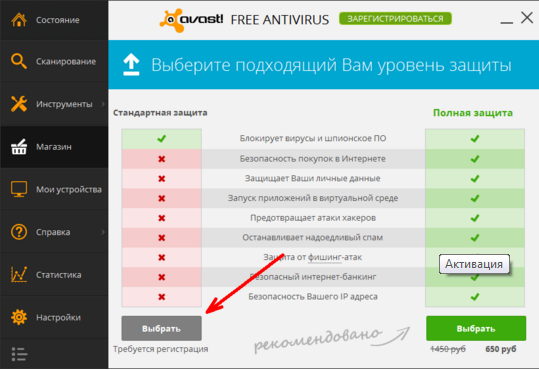 Состояние
Сканирование
Инструменты
Магазин
Мои устройства
Справка
Статистика
Настройки
avast! FREE ANTIVIRUS ЗАРЕГИСТРИРОВАТЬСЯ
Выберите подходящий Вам уровень защиты
Стандартная защита Полная защита
Блокирует вирусы и шпионское ПО
Безопасность покупок в Интернете
Защищает Ваши личные данные
Запуск приложений в виртуальной среде
Предотвращает атаки хакеров
Останавливает надоедливый спам
Защита от фишинг-атак
Активация
Безопасный интернет-банкинг
Безопасность Вашего IP адреса
Выбрать рекомендовано Выбрать
Требуется регистрация 1450 руб 650 руб